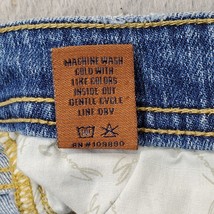 MACHINE WASH
COLD WITH
LIKE COLORS
INSIDE OUT
GENTLE CYCLE
LINE DRY
RN#109890